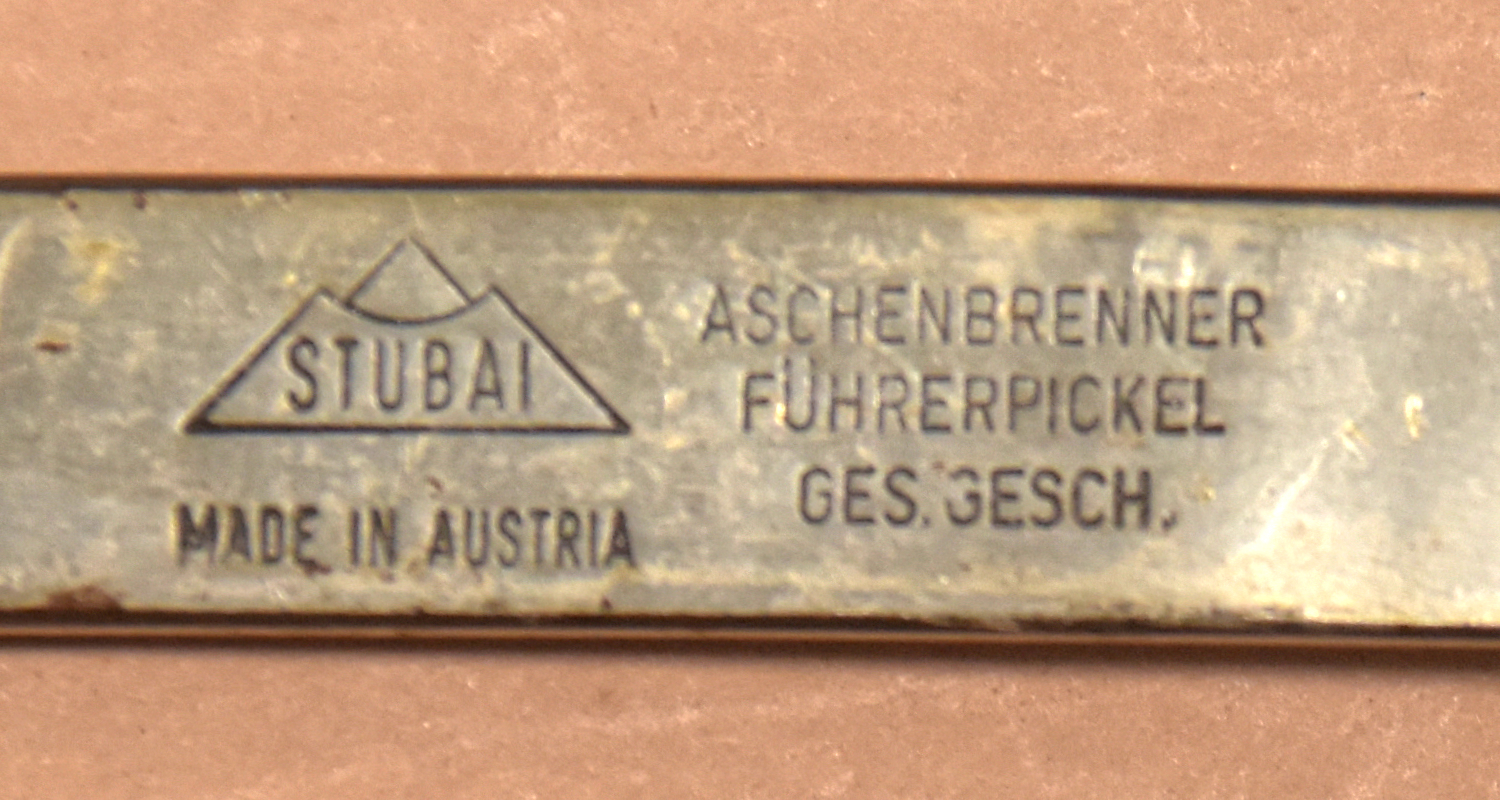 STUBAI
MADE IN AUSTRIA
ASCHENBRENNER
FÜHRERPICKEL
GES. GESCH.